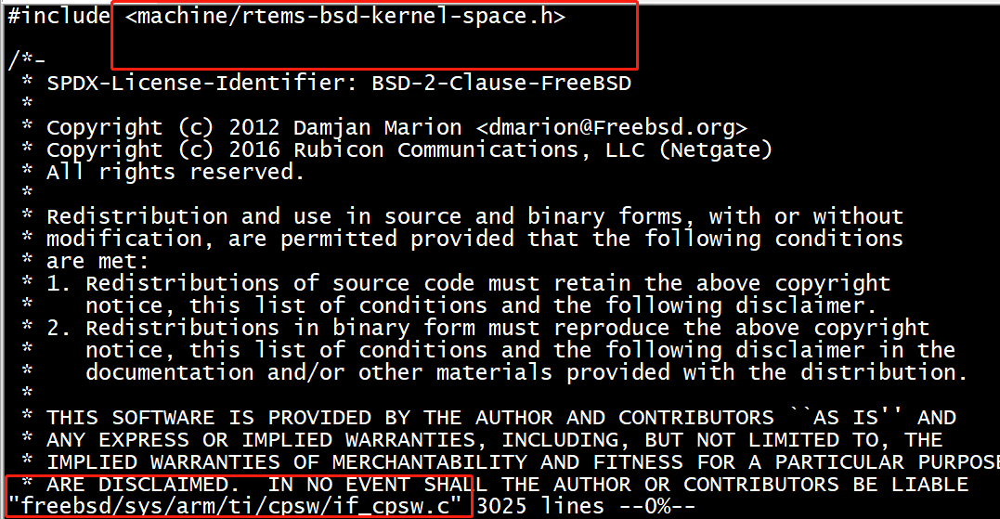 #include <machine/rtems-bsd-kernel-space.h>
/*-
* SPDX-License-Identifier: BSD-2-Clause-FreeBSD
*
* Copyright (c) 2012 Damjan Marion <dmarion@Freebsd.org>
* Copyright (c) 2016 Rubicon Communications, LLC (Netgate)
* All rights reserved.
*
* Redistribution and use in source and binary forms, with or without
* modification, are permitted provided that the following conditions
* are met:
* 1. Redistributions of source code must retain the above copyright
*    notice, this list of conditions and the following disclaimer.
* 2. Redistributions in binary form must reproduce the above copyright
*    notice, this list of conditions and the following disclaimer in the
*    documentation and/or other materials provided with the distribution.
*
* THIS SOFTWARE IS PROVIDED BY THE AUTHOR AND CONTRIBUTORS ``AS IS'' AND
* ANY EXPRESS OR IMPLIED WARRANTIES, INCLUDING, BUT NOT LIMITED TO, THE
* IMPLIED WARRANTIES OF MERCHANTABILITY AND FITNESS FOR A PARTICULAR PURPOSE
* ARE DISCLAIMED.  IN NO EVENT SHALL THE AUTHOR OR CONTRIBUTORS BE LIABLE
"freebsd/sys/arm/ti/cpsw/if_cpsw.c" 3025 lines --0%--